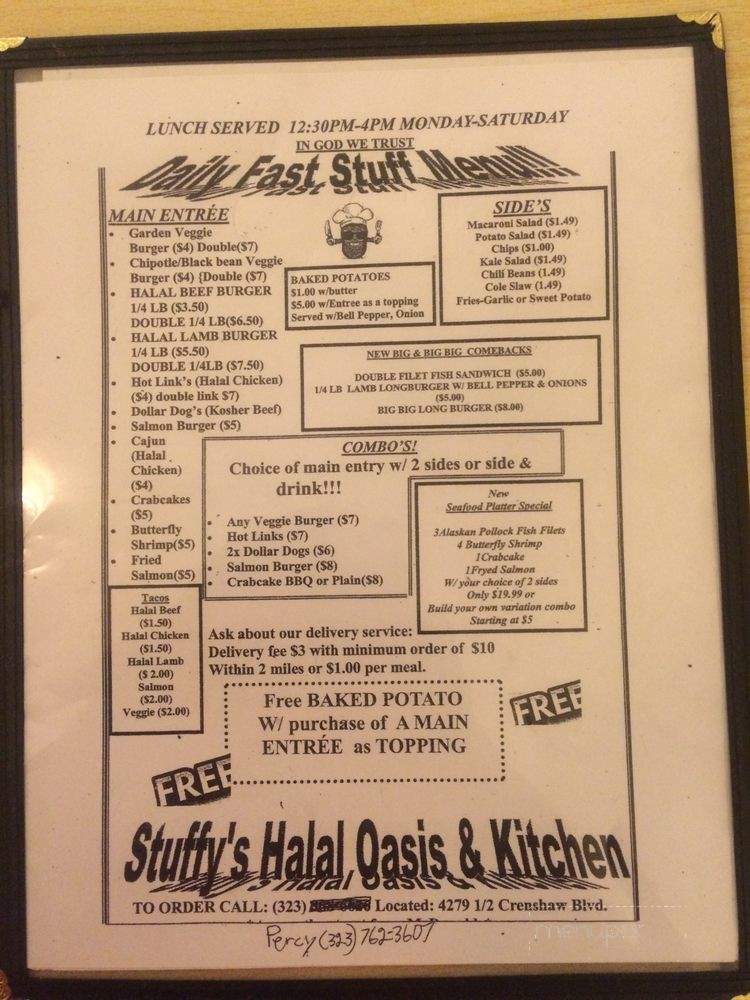 LUNCH SERVED 12:30PM-4PM MONDAY-SATURDAY
IN GOD WE TRUST
Daily Fast Stuff Menu!!!
MAIN ENTRÉE
• Garden Veggie
Burger ($4) Double($7)
• Chipotle/Black bean Veggie
Burger ($4) {Double ($7)
• HALAL BEEF BURGER
1/4 LB ($3.50)
DOUBLE 1/4 LB($6.50)
• HALAL LAMB BURGER
1/4 LB ($5.50)
DOUBLE 1/4LB ($7.50)
• Hot Link's (Halal Chicken)
($4) double link $7)
• Dollar Dog's (Kosher Beef)
• Salmon Burger ($5)
• Cajun
(Halal
Chicken)
($4)
• Crabcakes
($5)
• Butterfly
Shrimp($5)
• Fried
Salmon($5)
BAKED POTATOES
$1.00 w/butter
$5.00 w/Entree as a topping
Served w/Bell Pepper, Onion
SIDE'S
Macaroni Salad ($1.49)
Potato Salad ($1.49)
Chips ($1.00)
Kale Salad ($1.49)
Chili Beans (1.49)
Cole Slaw (1.49)
Fries-Garlic or Sweet Potato
NEW BIG & BIG BIG COMEBACKS
DOUBLE FILET FISH SANDWICH ($5.00)
1/4 LB LAMB LONGBURGER W/ BELL PEPPER & ONIONS
($5.00)
BIG BIG LONG BURGER ($8.00)
COMBO'S!
Choice of main entry w/ 2 sides or side &
drink!!!
• Any Veggie Burger ($7)
• Hot Links ($7)
• 2x Dollar Dogs ($6)
• Salmon Burger ($8)
• Crabcake BBQ or Plain($8)
New
Seafood Platter Special
3Alaskan Pollock Fish Filets
4 Butterfly Shrimp
1Crabcake
1Fryed Salmon
W/ your choice of 2 sides
Only $19.99 or
Build your own variation combo
Starting at $5
Tacos
Halal Beef
($1.50)
Halal Chicken
($1.50)
Halal Lamb
($ 2.00)
Salmon
($2.00)
Veggie ($2.00)
Ask about our delivery service:
Delivery fee $3 with minimum order of $10
Within 2 miles or $1.00 per meal.
Free BAKED POTATO
W/ purchase of A MAIN
ENTRÉE as TOPPING
FREE
FREE
Stuffy's Halal Oasis & Kitchen
TO ORDER CALL: (323) Located: 4279 1/2 Crenshaw Blvd.
Percy (323) 762-3607
menupix